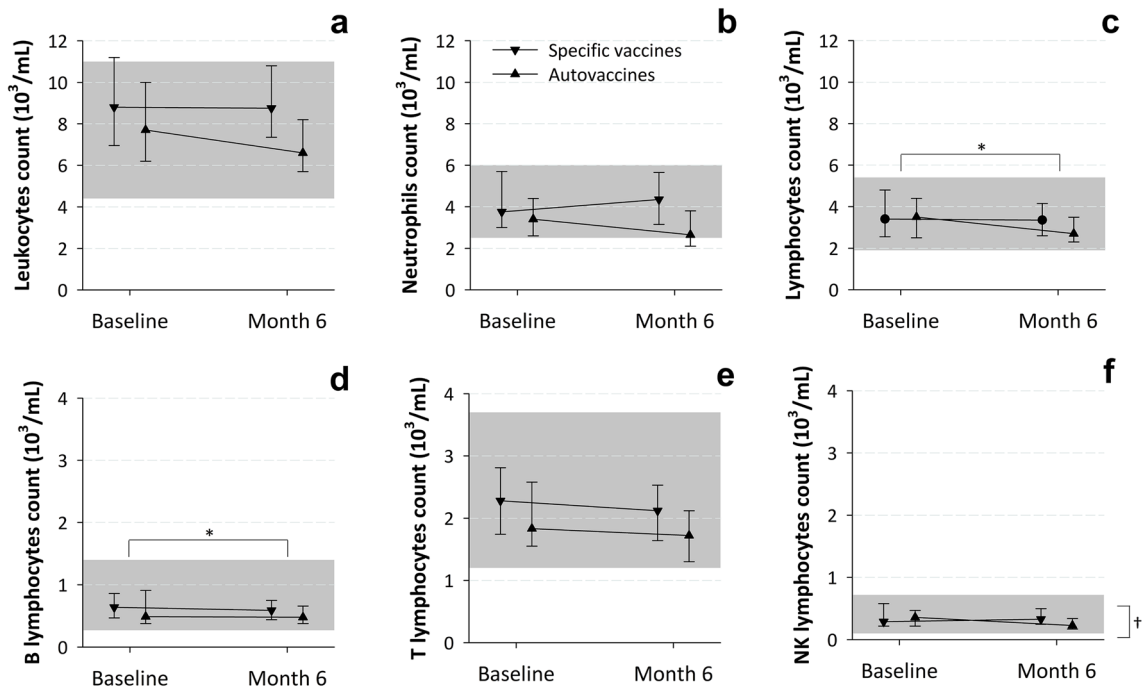 a
Leukocytes count (10³/mL)
12
10
8
6
4
2
0
Baseline
Month 6
b
Neutrophils count (10³/mL)
12
10
8
6
4
2
0
Specific vaccines
Autovaccines
Baseline
Month 6
c
Lymphocytes count (10³/mL)
12
10
8
6
4
2
0
*
Baseline
Month 6
d
B lymphocytes count (10³/mL)
4
3
2
1
0
*
Baseline
Month 6
e
T lymphocytes count (10³/mL)
4
3
2
1
0
Baseline
Month 6
f
NK lymphocytes count (10³/mL)
4
3
2
1
0
†
Baseline
Month 6